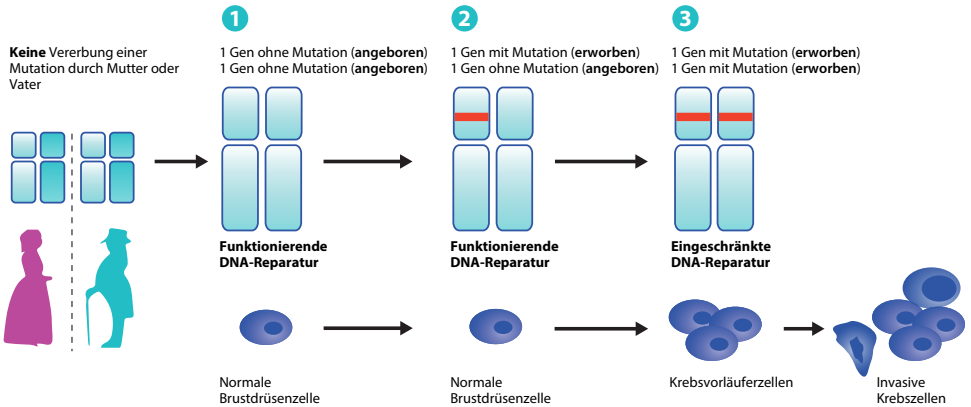 1
2
3
Keine Vererbung einer
Mutation durch Mutter oder
Vater
1 Gen ohne Mutation (angeboren)
1 Gen ohne Mutation (angeboren)
1 Gen mit Mutation (erworben)
1 Gen ohne Mutation (angeboren)
1 Gen mit Mutation (erworben)
1 Gen mit Mutation (erworben)
Funktionierende
DNA-Reparatur
Funktionierende
DNA-Reparatur
Eingeschränkte
DNA-Reparatur
Normale
Brustdrüsenzelle
Normale
Brustdrüsenzelle
Krebsvorläuferzellen
Invasive
Krebszellen